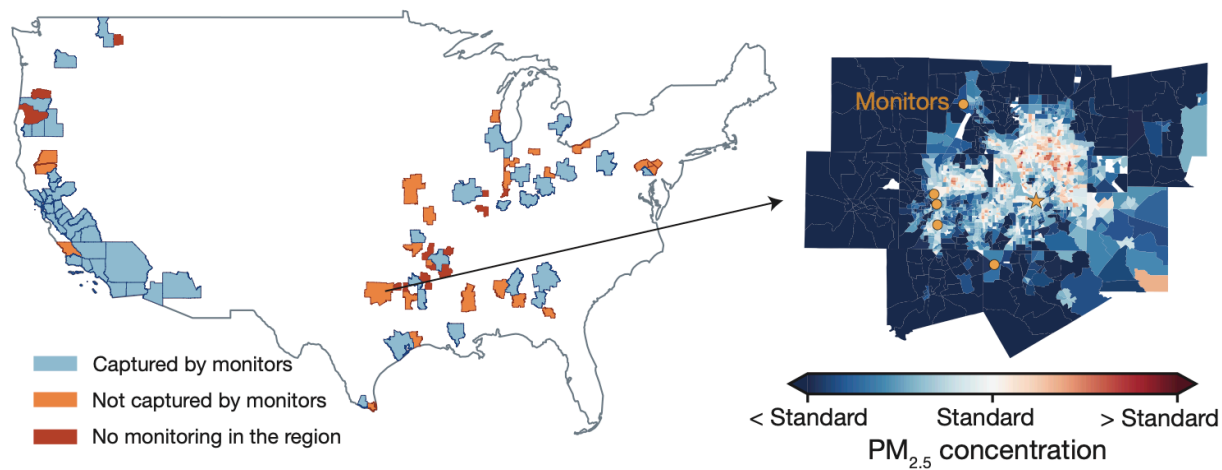 Monitors
Captured by monitors
Not captured by monitors
No monitoring in the region
< Standard Standard > Standard
PM2.5 concentration